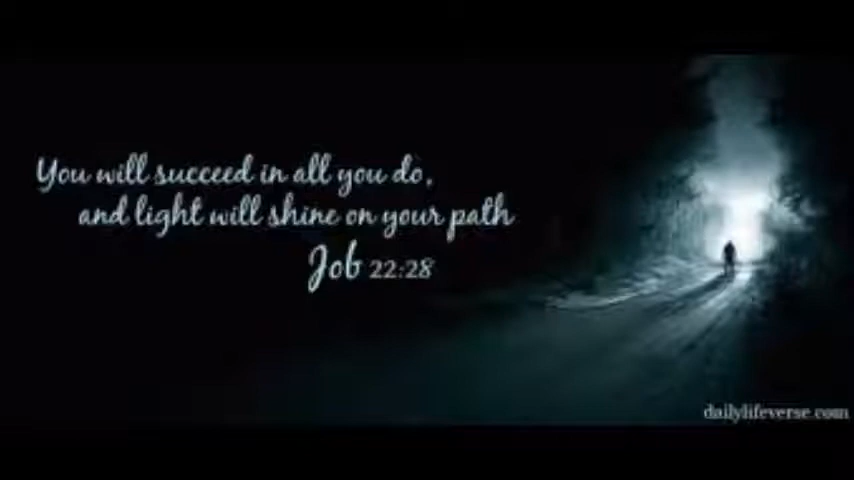 You will succeed in all you do,
and light will shine on your path
Job 22:28
dailylifeverse.com